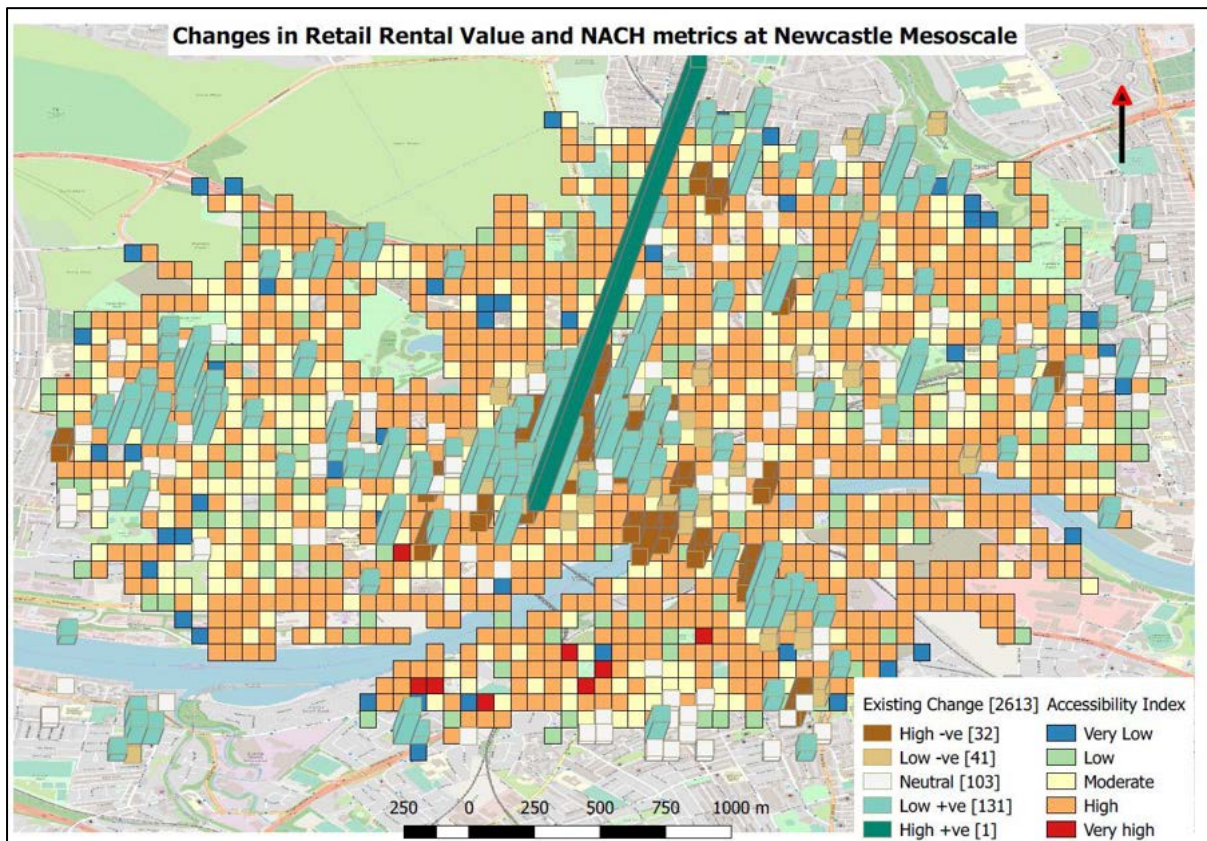 Changes in Retail Rental Value and NACH metrics at Newcastle Mesoscale
Existing Change [2613]
High -ve [32]
Low -ve [41]
Neutral [103]
Low +ve [131]
High +ve [1]
Accessibility Index
Very Low
Low
Moderate
High
Very high
250 0 250 500 750 1000 m